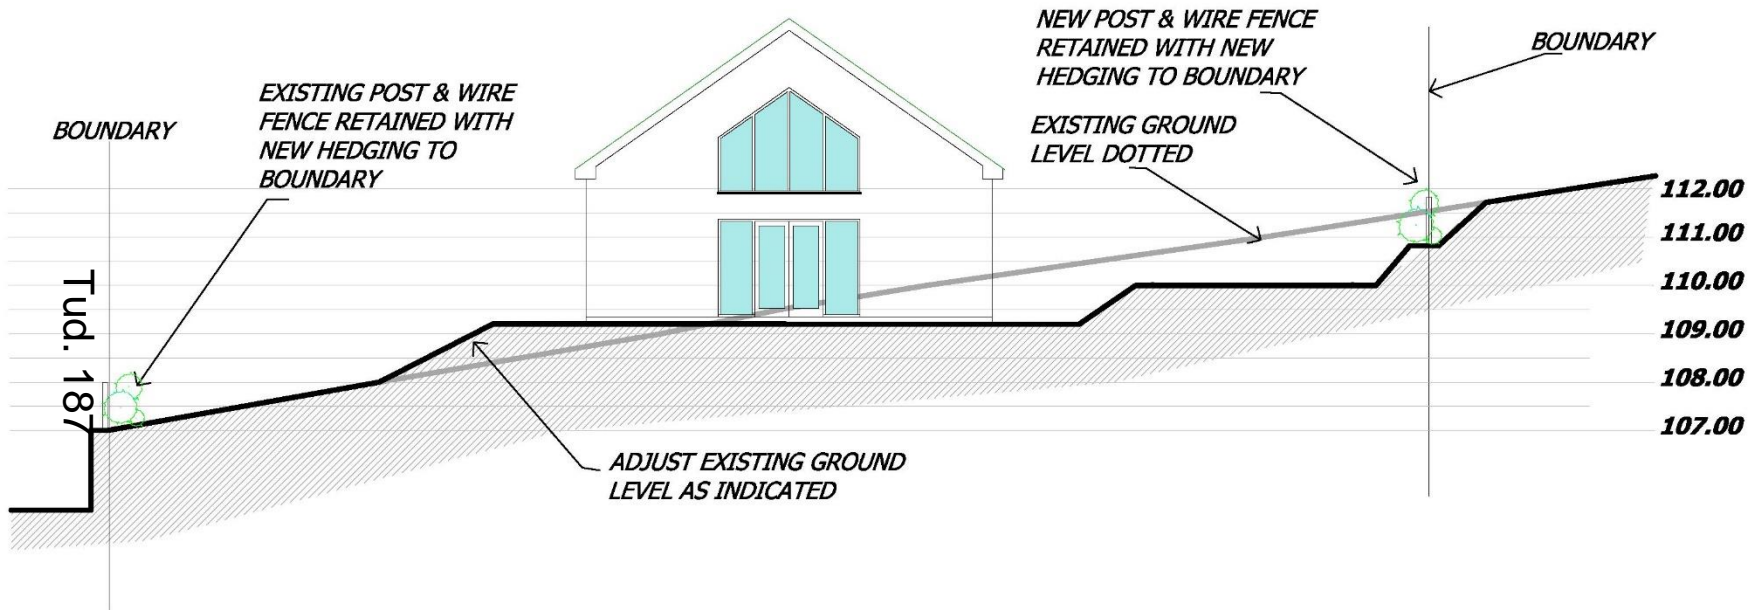 BOUNDARY
EXISTING POST & WIRE
FENCE RETAINED WITH
NEW HEDGING TO
BOUNDARY
NEW POST & WIRE FENCE
RETAINED WITH NEW
HEDGING TO BOUNDARY
BOUNDARY
EXISTING GROUND
LEVEL DOTTED
112.00
111.00
110.00
109.00
108.00
107.00
Tud. 187
ADJUST EXISTING GROUND
LEVEL AS INDICATED